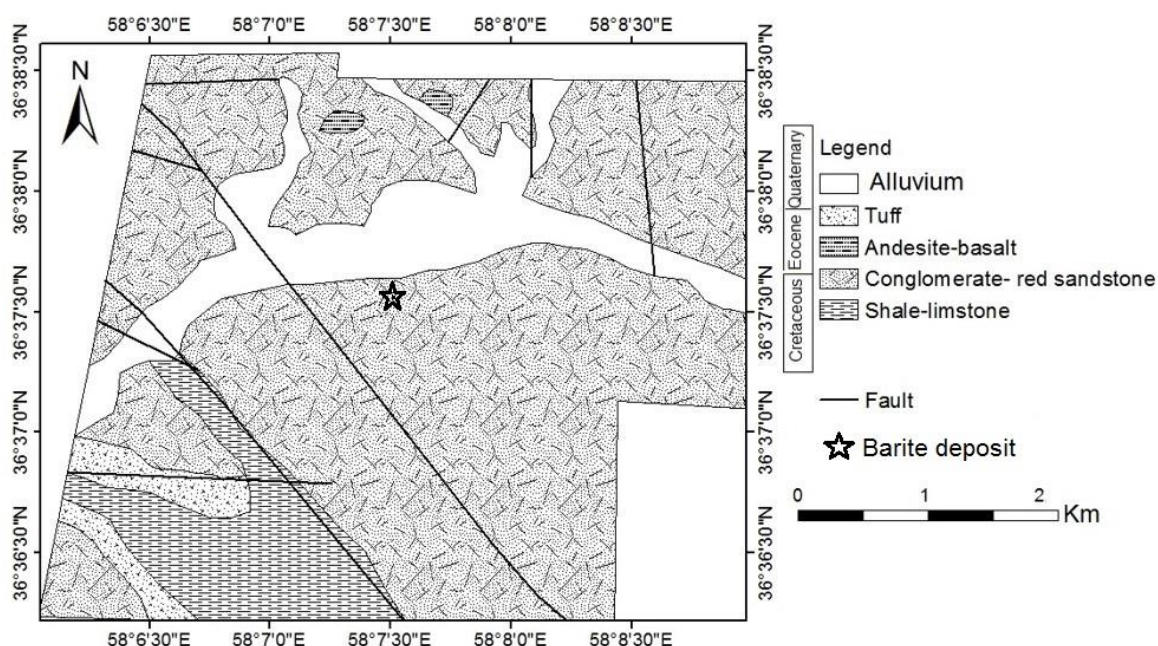 58°6'30"E 58°7'0"E 58°7'30"E 58°8'0"E 58°8'30"E
36°38'30"N
36°38'0"N
36°37'30"N
36°37'0"N
36°36'30"N
N
36°38'30"N
36°38'0"N
36°37'30"N
36°37'0"N
36°36'30"N
58°6'30"E 58°7'0"E 58°7'30"E 58°8'0"E 58°8'30"E
Quaternary
Eocene
Cretaceous
Legend
Alluvium
Tuff
Andesite-basalt
Conglomerate- red sandstone
Shale-limstone
Fault
Barite deposit
0 1 2
Km